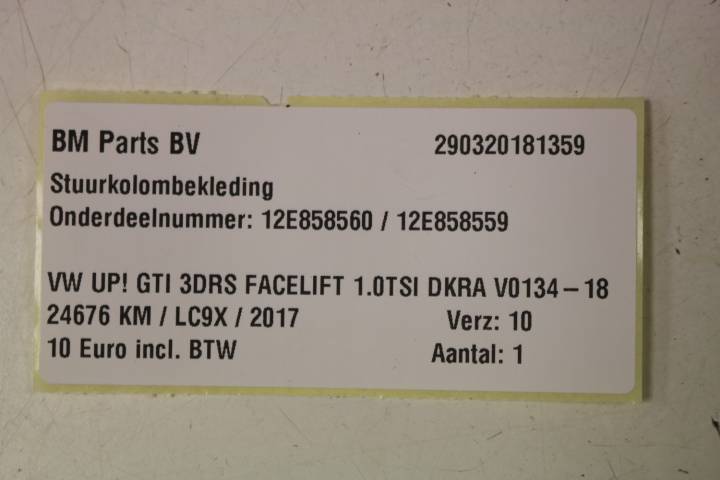 BM Parts BV 290320181359
Stuurkolombekleding
Onderdeelnummer: 12E858560 / 12E858559
VW UP! GTI 3DRS FACELIFT 1.0TSI DKRA V0134-18
24676 KM / LC9X / 2017 Verz: 10
10 Euro incl. BTW Aantal: 1